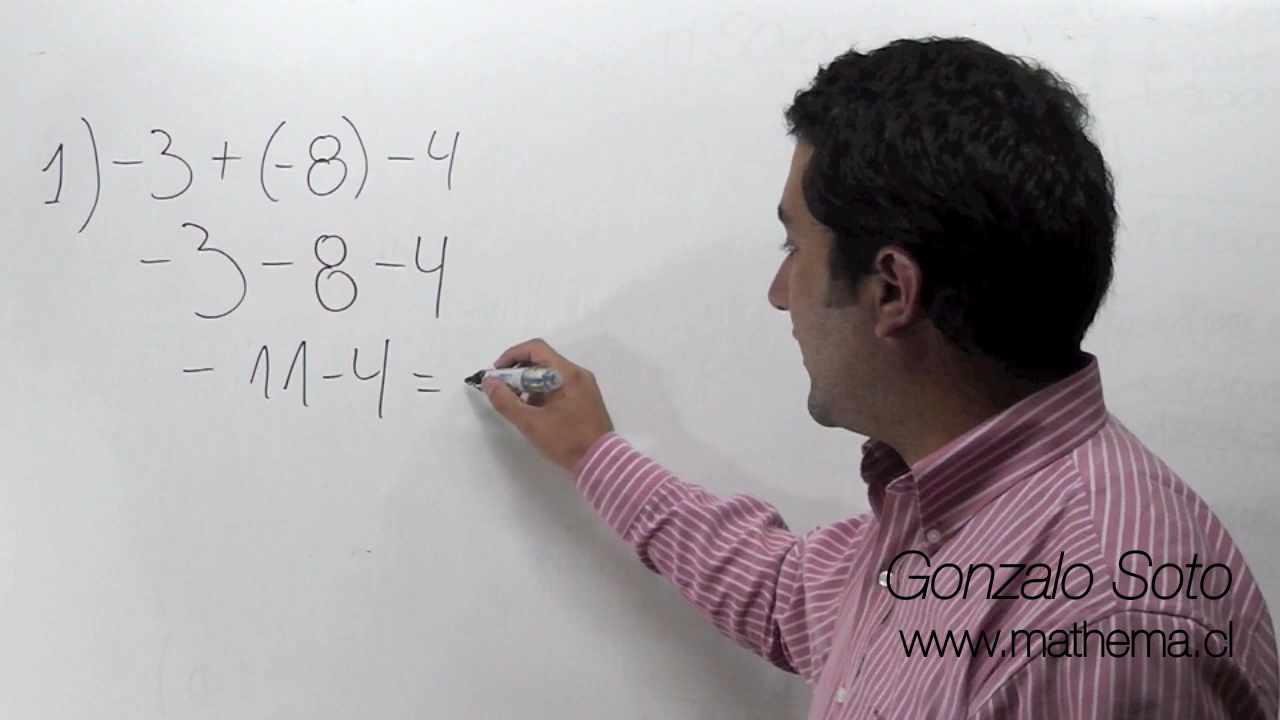 1) -3 + (-8) - 4
-3 - 8 - 4
- 11 - 4 =
Gonzalo Soto
www.mathema.cl